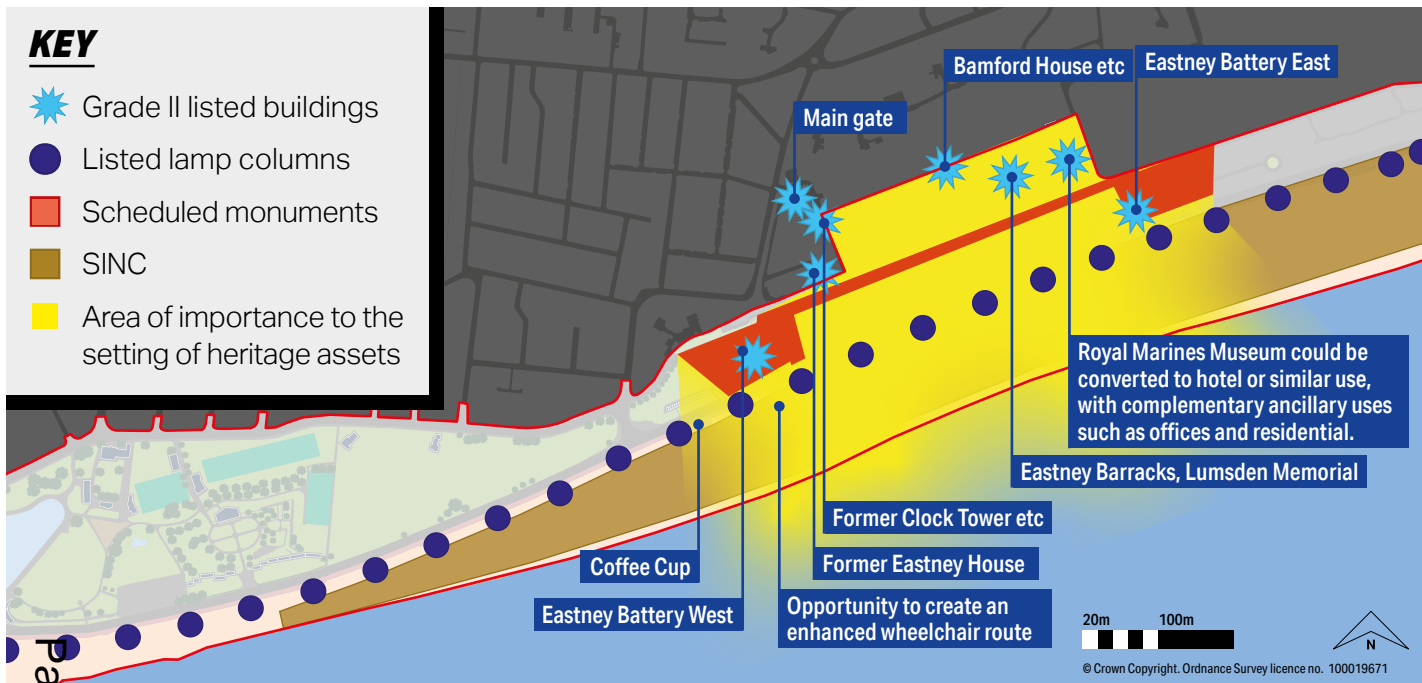 KEY
Grade II listed buildings
Listed lamp columns
Scheduled monuments
SINC
Area of importance to the
setting of heritage assets
Bamford House etc
Eastney Battery East
Main gate
Royal Marines Museum could be
converted to hotel or similar use,
with complementary ancillary uses
such as offices and residential.
Eastney Barracks, Lumsden Memorial
Former Clock Tower etc
Coffee Cup
Former Eastney House
Eastney Battery West
Opportunity to create an
enhanced wheelchair route
20m 100m
N
© Crown Copyright. Ordnance Survey licence no. 100019671
Pa